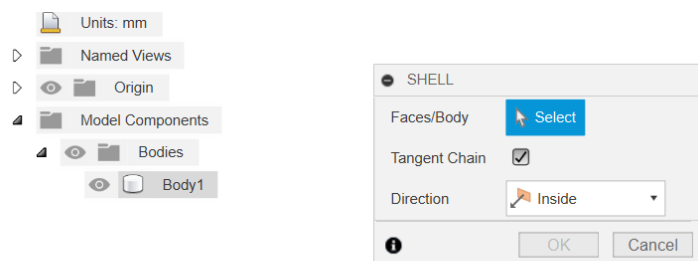 Units: mm
Named Views
Origin
Model Components
Bodies
Body1
SHELL
Faces/Body Select
Tangent Chain
Direction Inside
OK Cancel